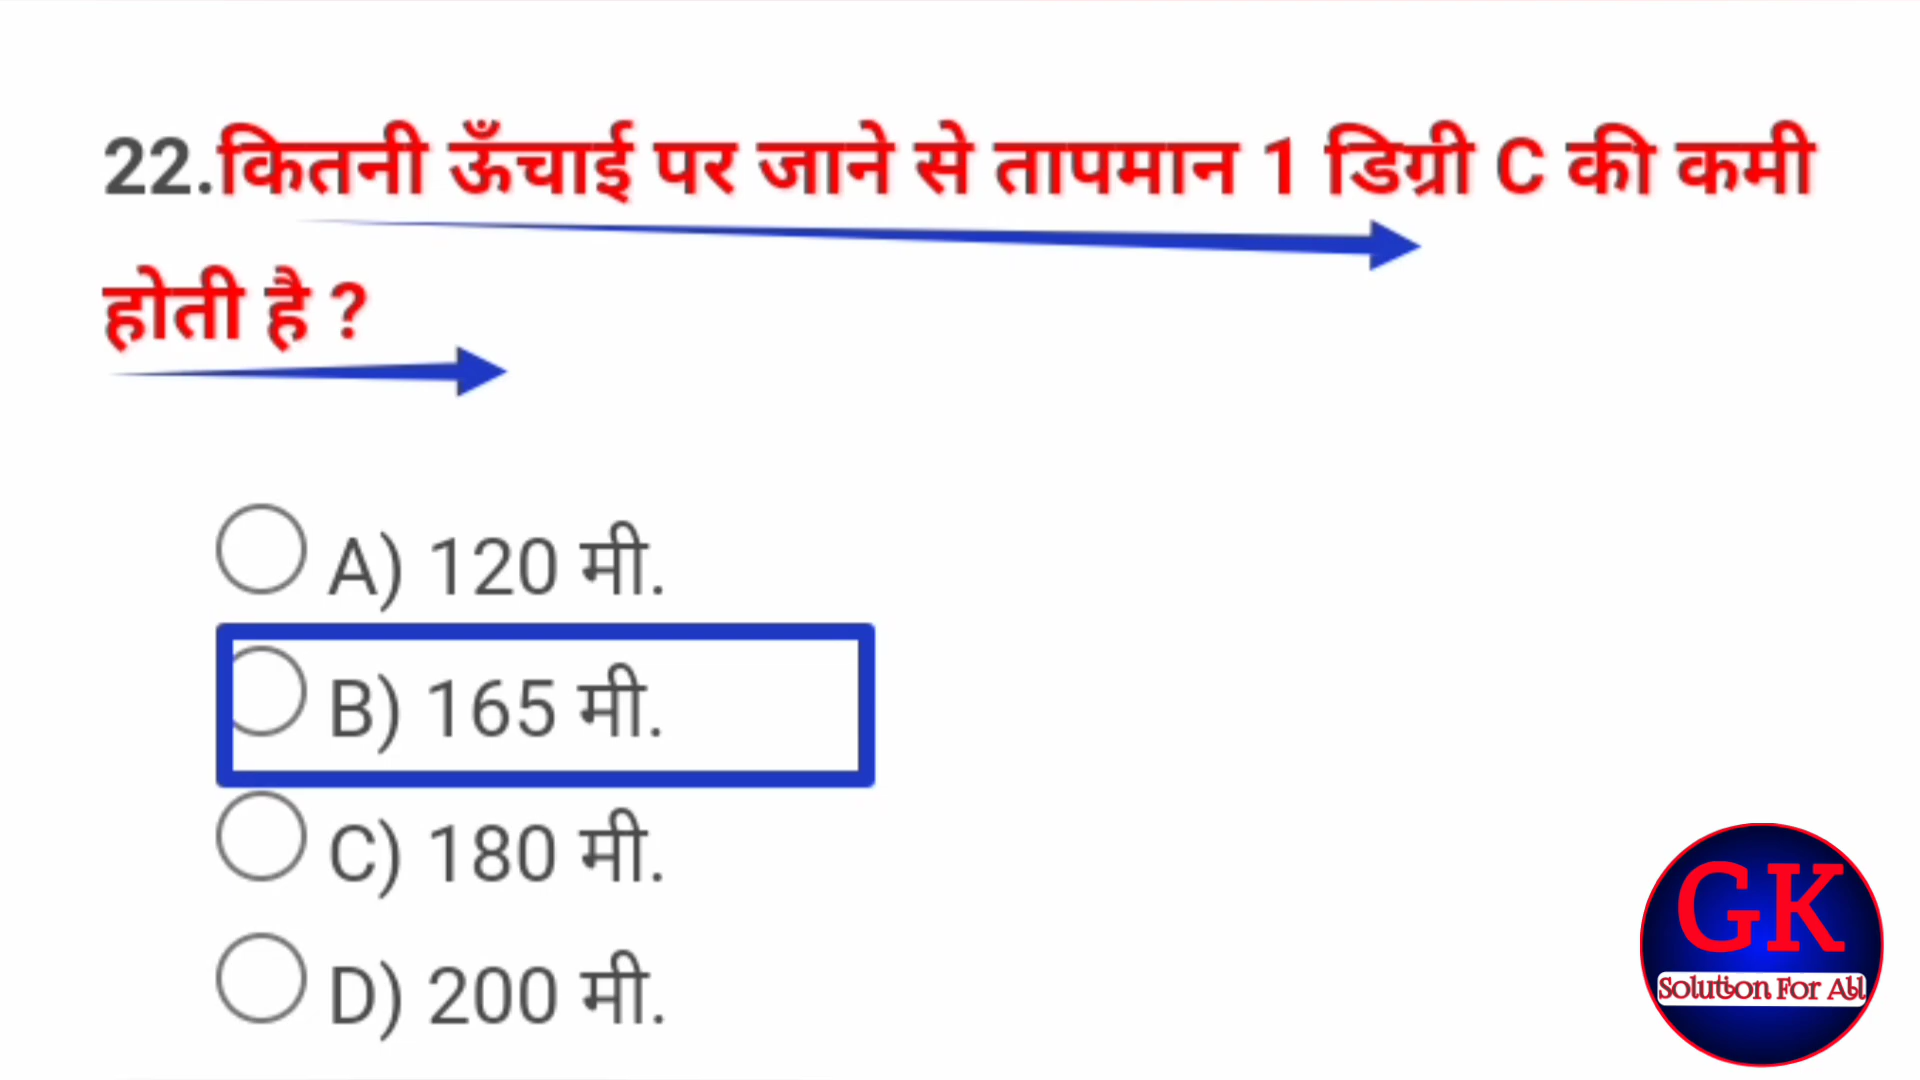 22.कितनी ऊँचाई पर जाने से तापमान 1 डिग्री C की कमी
होती है ?
A) 120 मी.
B) 165 मी.
C) 180 मी.
D) 200 मी.
GK
Solution For All